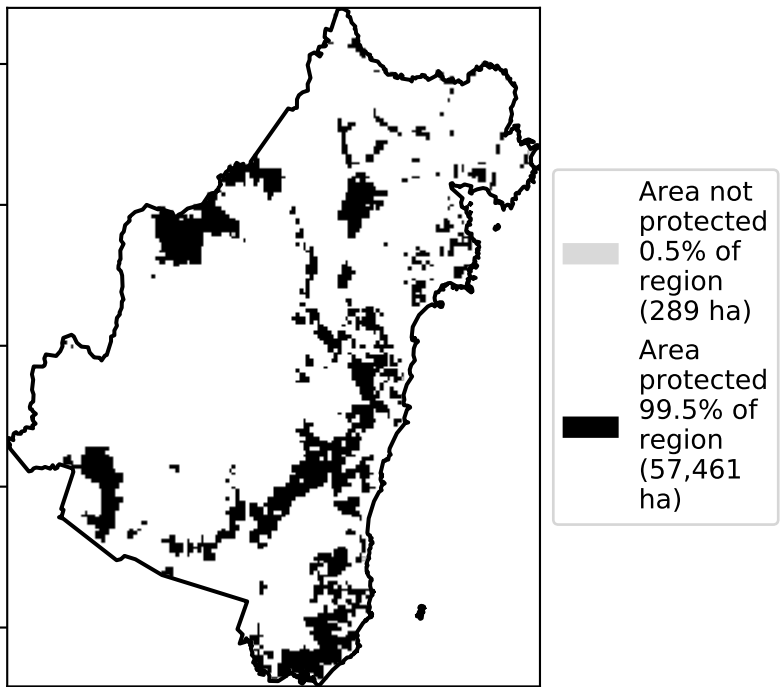 Area not
protected
0.5% of
region
(289 ha)
Area
protected
99.5% of
region
(57,461
ha)